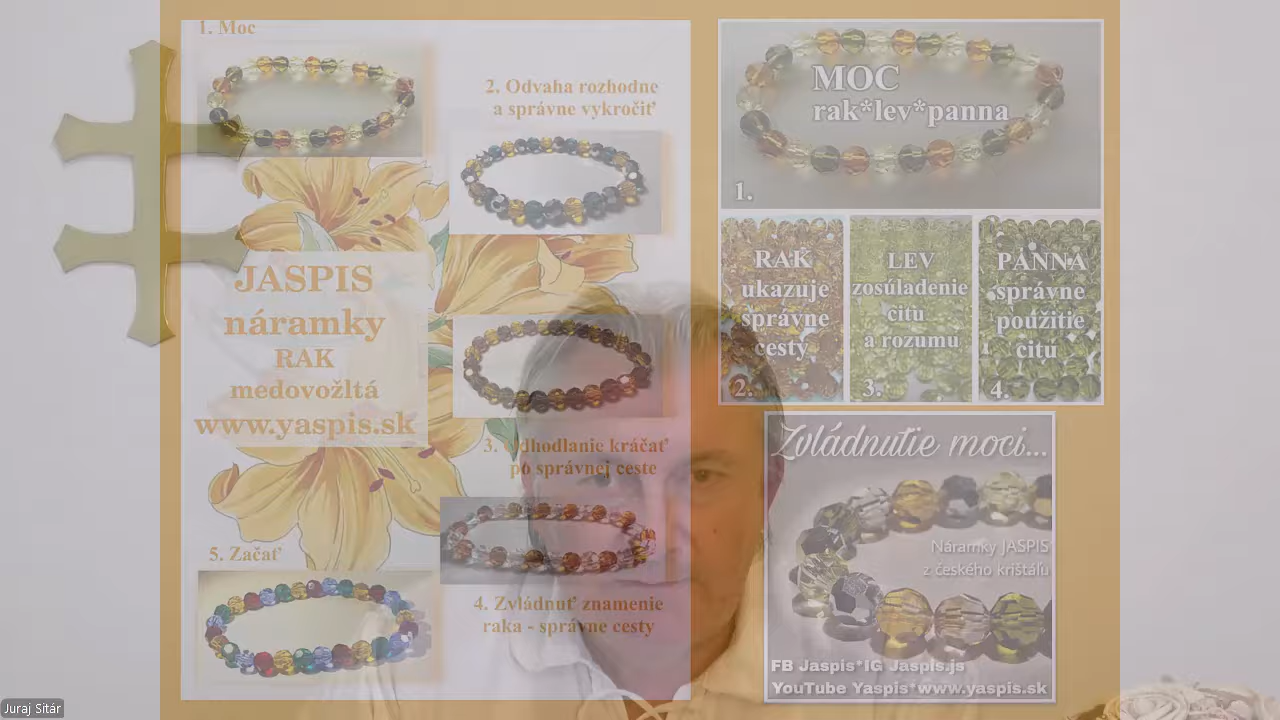 1. Moc
2. Odvaha rozhodne
a správne vykročiť
JASPIS
náramky
RAK
medovožltá
www.yaspis.sk
3. Odhodlanie kráčať
po správnej ceste
5. Začať
4. Zvládnuť znamenie
raka - správne cesty
MOC
rak*lev*panna
1.
RAK
ukazuje
správne
cesty
2.
LEV
zosúladenie
citu
a rozumu
3.
PANNA
správne
použitie
citu
4.
Zvládnutie moci...
Náramky JASPIS
z českého krištáľu
FB Jaspis*IG Jaspis.js
YouTube Yaspis*www.yaspis.sk
Juraj Sitár